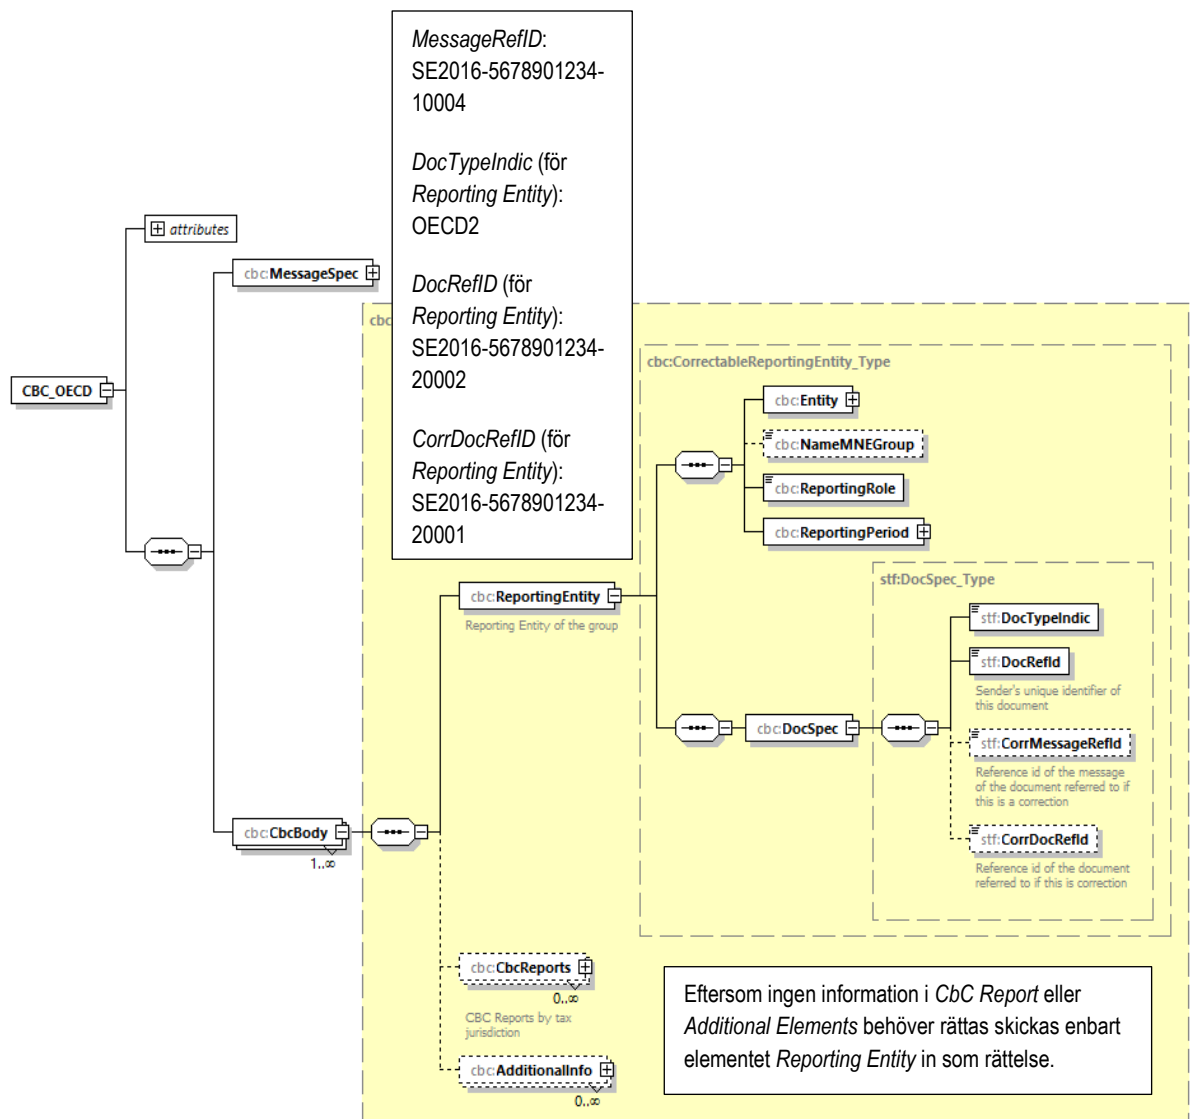 MessageRefID:
SE2016-5678901234-
10004
DocTypeIndic (för
Reporting Entity):
OECD2
DocRefID (för
Reporting Entity):
SE2016-5678901234-
20002
CorrDocRefID (för
Reporting Entity):
SE2016-5678901234-
20001
attributes
cbc:MessageSpec
cbc
CBC_OECD
cbc:CorrectableReportingEntity_Type
cbc:Entity
cbc:NameMNEGroup
cbc:ReportingRole
cbc:ReportingPeriod
cbc:ReportingEntity
Reporting Entity of the group
stf:DocSpec_Type
stf:DocTypeIndic
stf:DocRefId
Sender's unique identifier of
this document
cbc:DocSpec
stf:CorrMessageRefId
Reference id of the message
of the document referred to if
this is a correction
stf:CorrDocRefId
Reference id of the document
referred to if this is correction
cbc:CbcBody
1..∞
cbc:CbcReports
0..∞
CBC Reports by tax
jurisdiction
cbc:AdditionalInfo
0..∞
Eftersom ingen information i CbC Report eller
Additional Elements behöver rättas skickas enbart
elementet Reporting Entity in som rättelse.